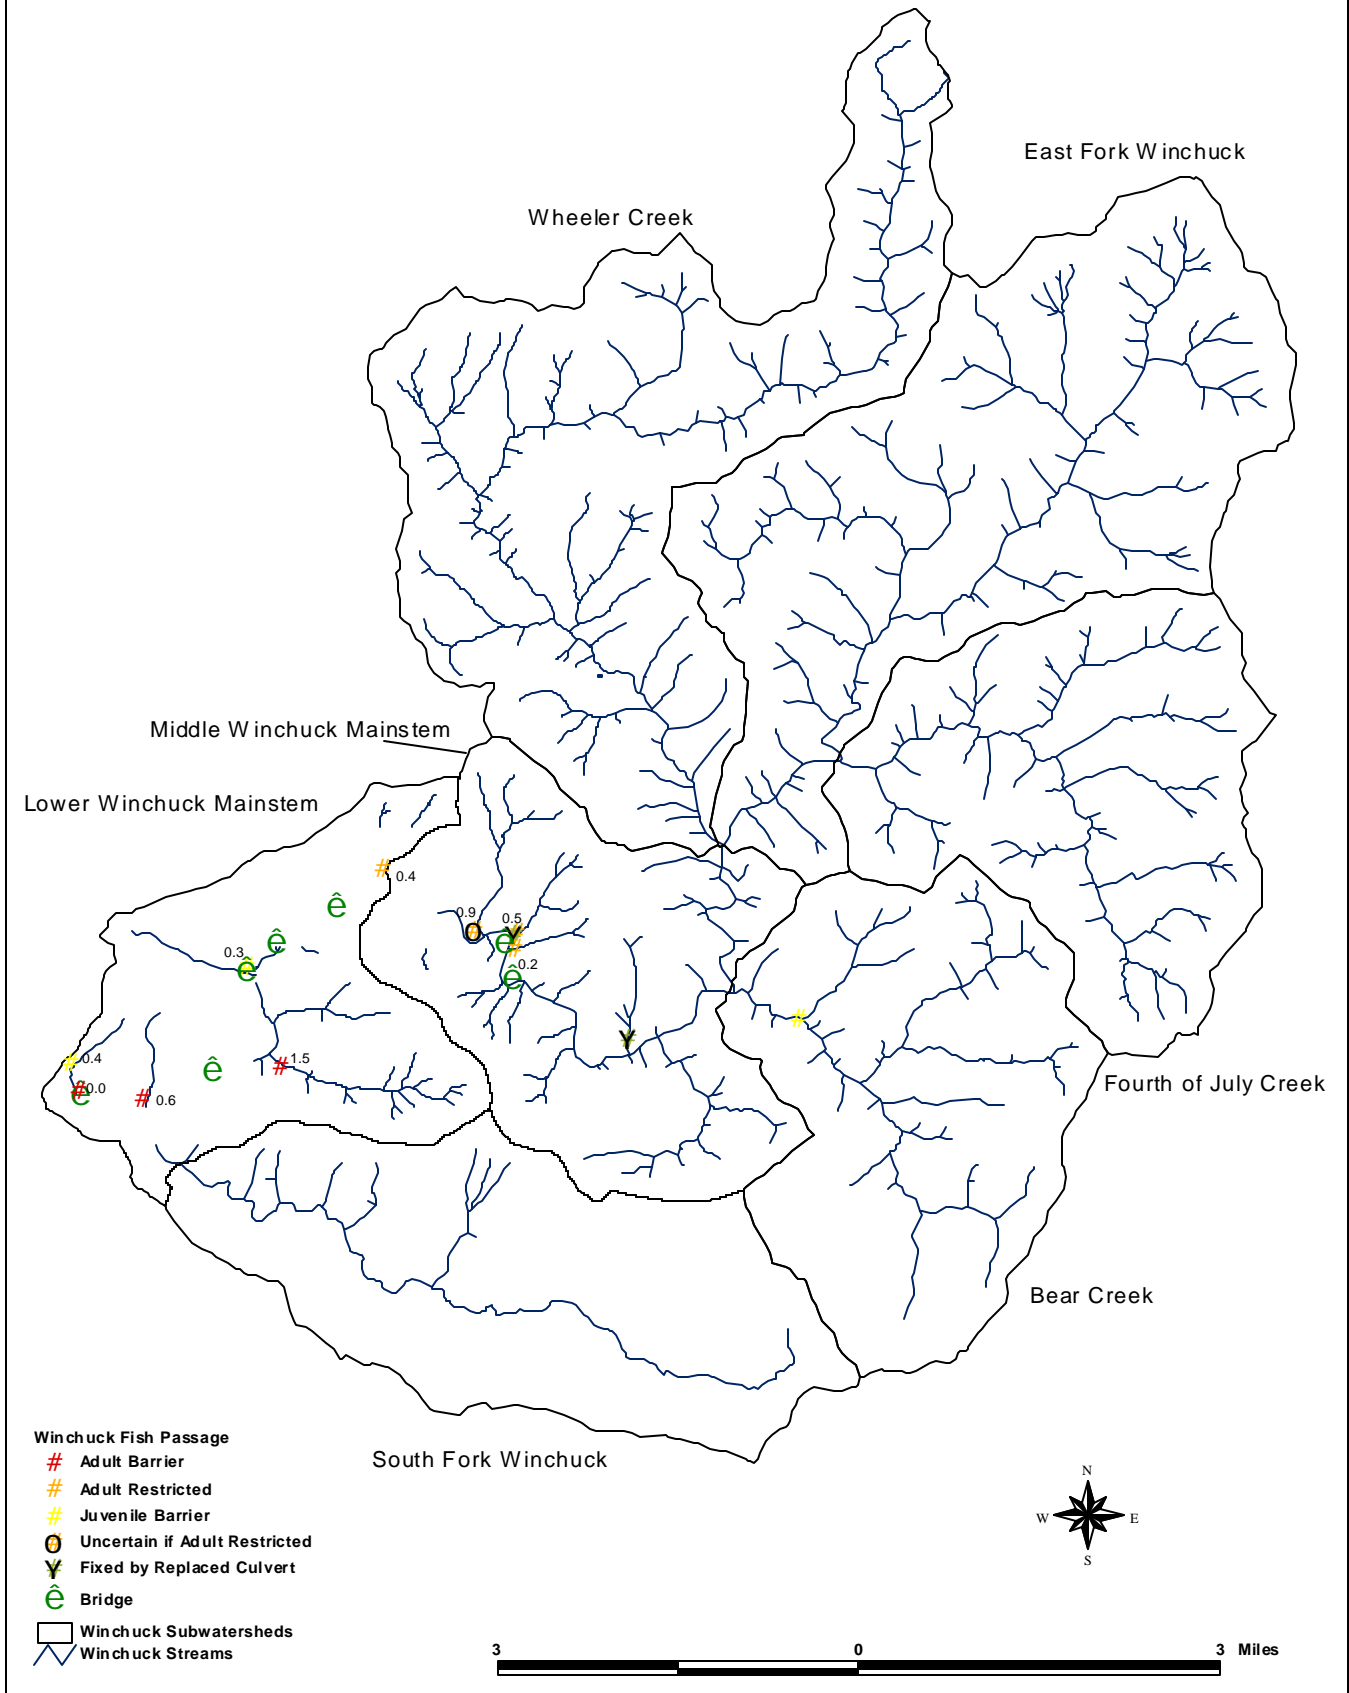 East Fork Winchuck
Wheeler Creek
Middle Winchuck Mainstem
Lower Winchuck Mainstem
# 0.4
ê
0.9
0.5
O
Y
ê
#
ê
0.3
ê
0.2
ê
#
Y
# 0.4
ê
# 1.5
# 0.0
ê
# 0.6
Fourth of July Creek
Bear Creek
South Fork Winchuck
Winchuck Fish Passage
# Adult Barrier
# Adult Restricted
# Juvenile Barrier
O Uncertain if Adult Restricted
Y Fixed by Replaced Culvert
ê Bridge
Winchuck Subwatersheds
Winchuck Streams
N
W E
S
3 0 3 Miles